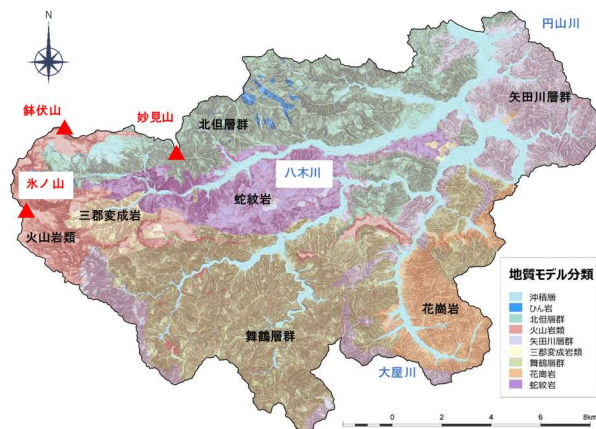 円山川
鉢伏山
妙見山
北但層群
矢田川層群
氷ノ山
八木川
蛇紋岩
三郡変成岩
火山岩類
花崗岩
舞鶴層群
大屋川
地質モデル分類
沖積層
ひん岩
北但層群
火山岩類
矢田川層群
三郡変成岩類
舞鶴層群
花崗岩
蛇紋岩
0 2 4 6 8km